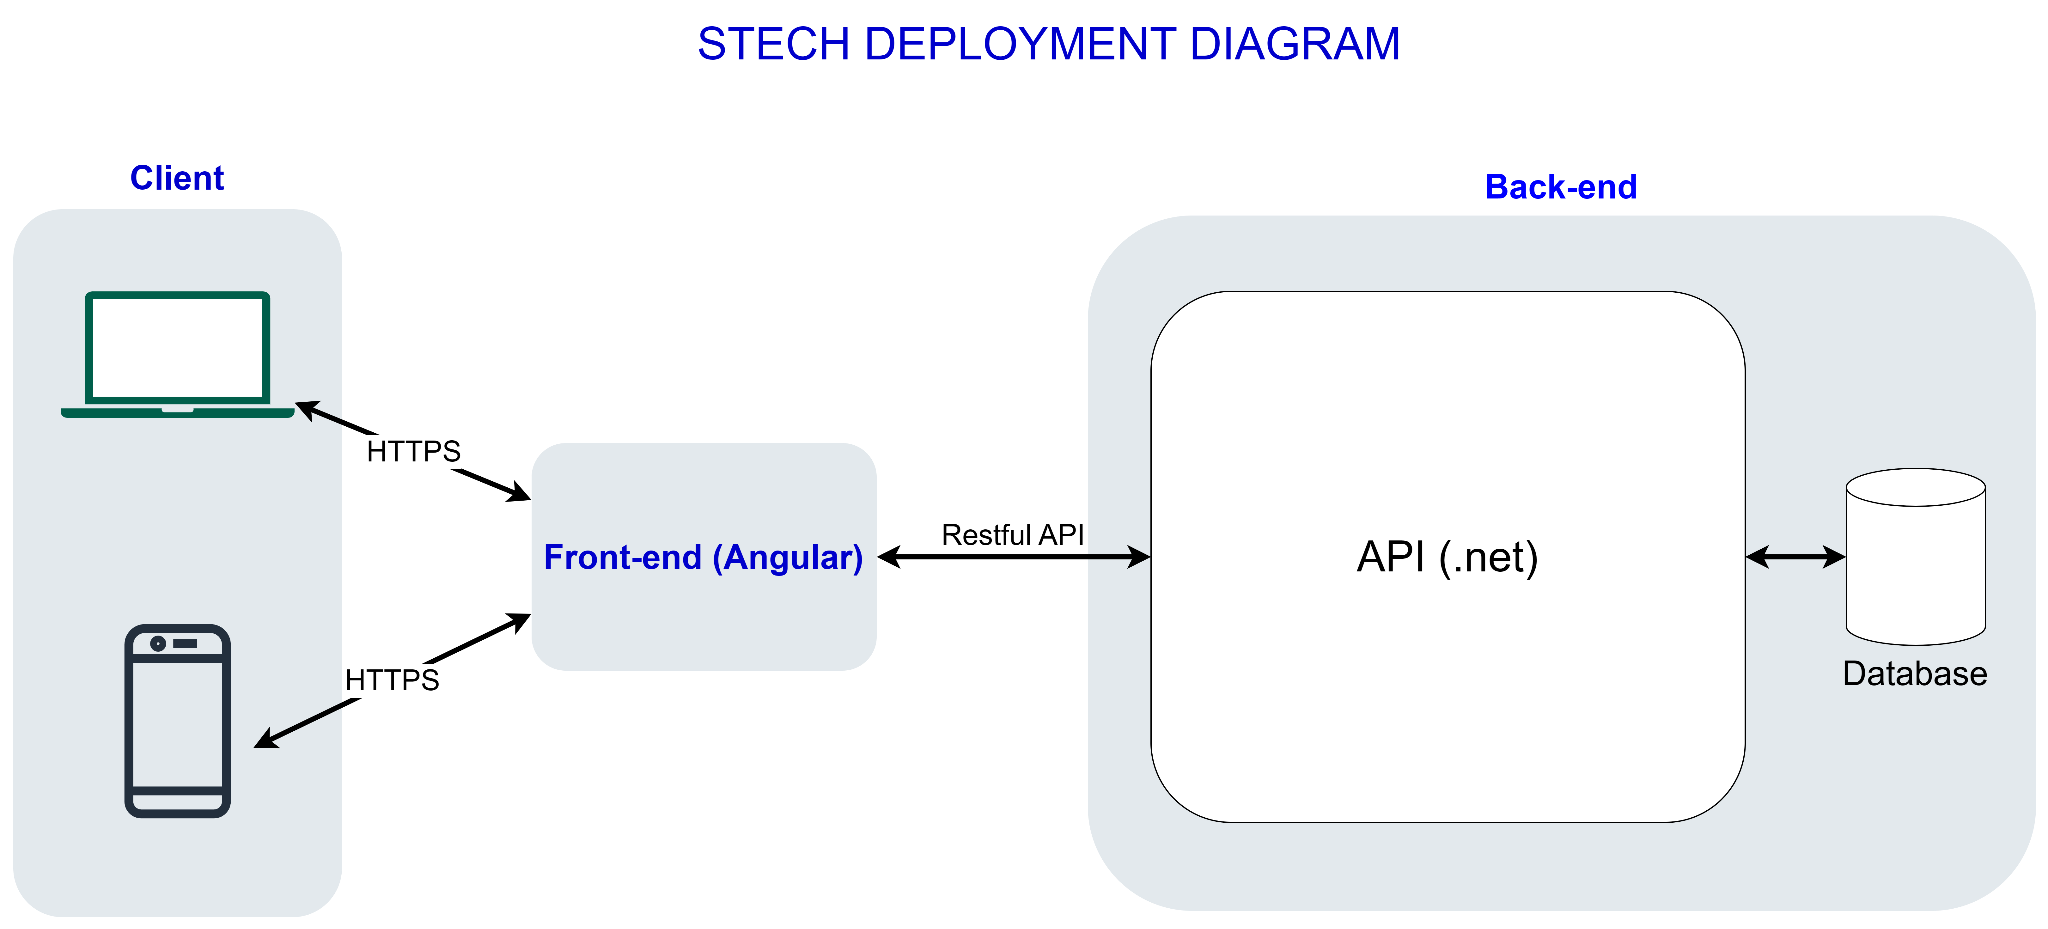 STECH DEPLOYMENT DIAGRAM
Client
Back-end
HTTPS
Front-end (Angular)
Restful API
API (.net)
HTTPS
Database